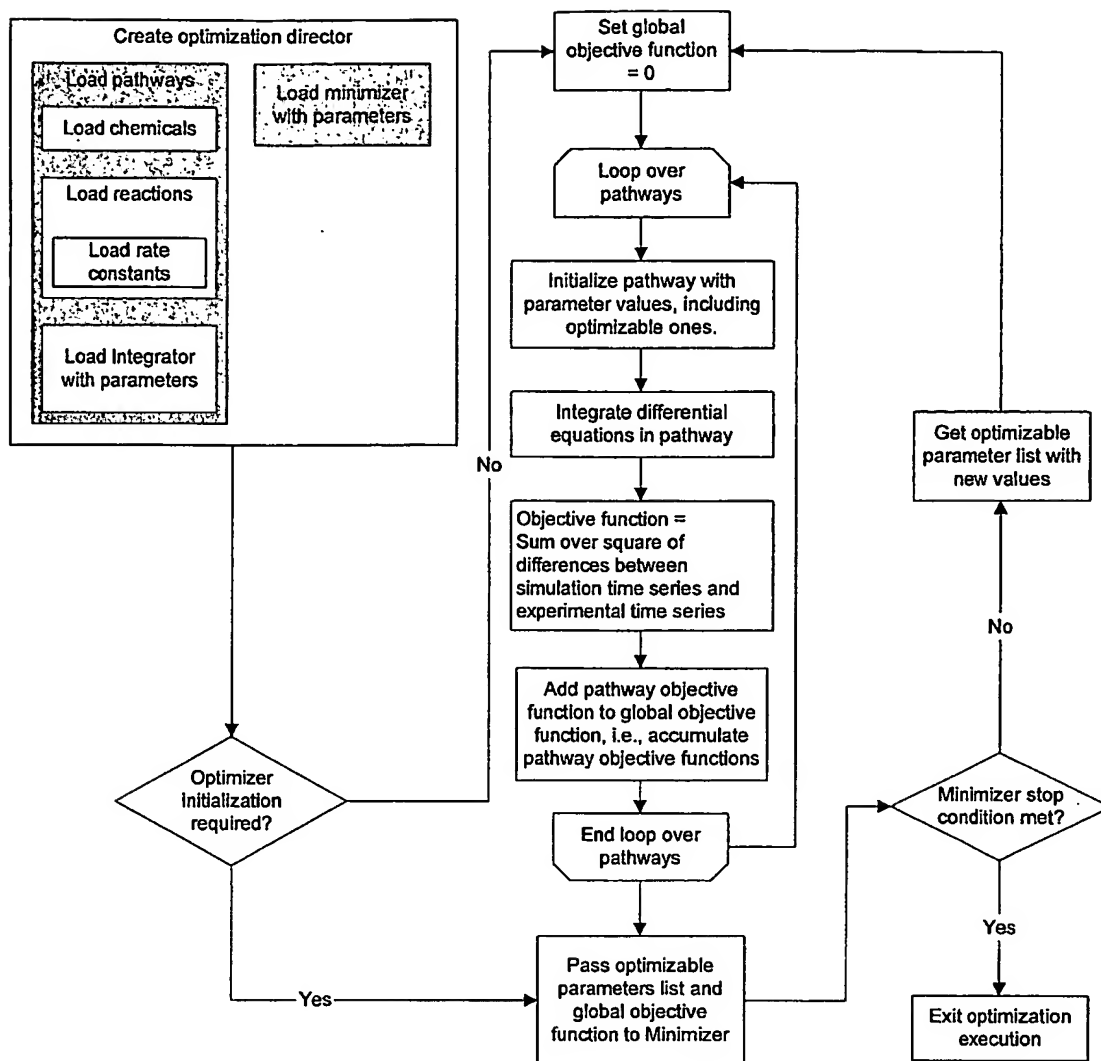 Create optimization director
Load pathways
Load chemicals
Load reactions
Load rate
constants
Load Integrator
with parameters
Load minimizer
with parameters
Optimizer
initialization
required?
No
Yes
Set global
objective function
= 0
Loop over
pathways
Initialize pathway with
parameter values, including
optimizable ones.
Integrate differential
equations in pathway
Objective function =
Sum over square of
differences between
simulation time series and
experimental time series
Add pathway objective
function to global objective
function, i.e., accumulate
pathway objective functions
End loop over
pathways
Pass optimizable
parameters list and
global objective
function to Minimizer
Get optimizable
parameter list with
new values
No
Minimizer stop
condition met?
Yes
Exit optimization
execution